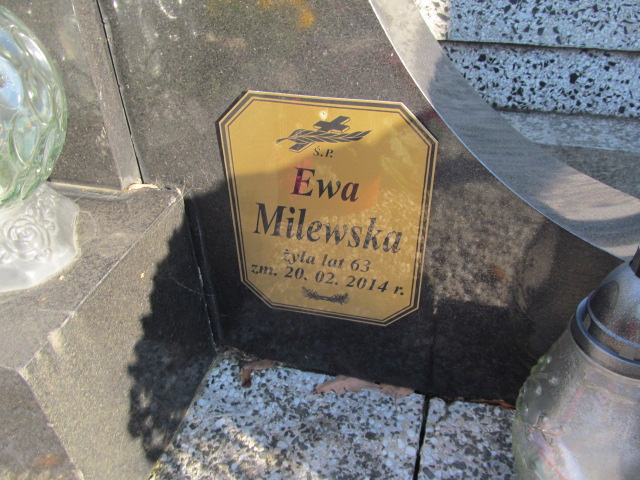 Ś.P.
Ewa
Milewska
żyła lat 63
zm. 20. 02. 2014 r.